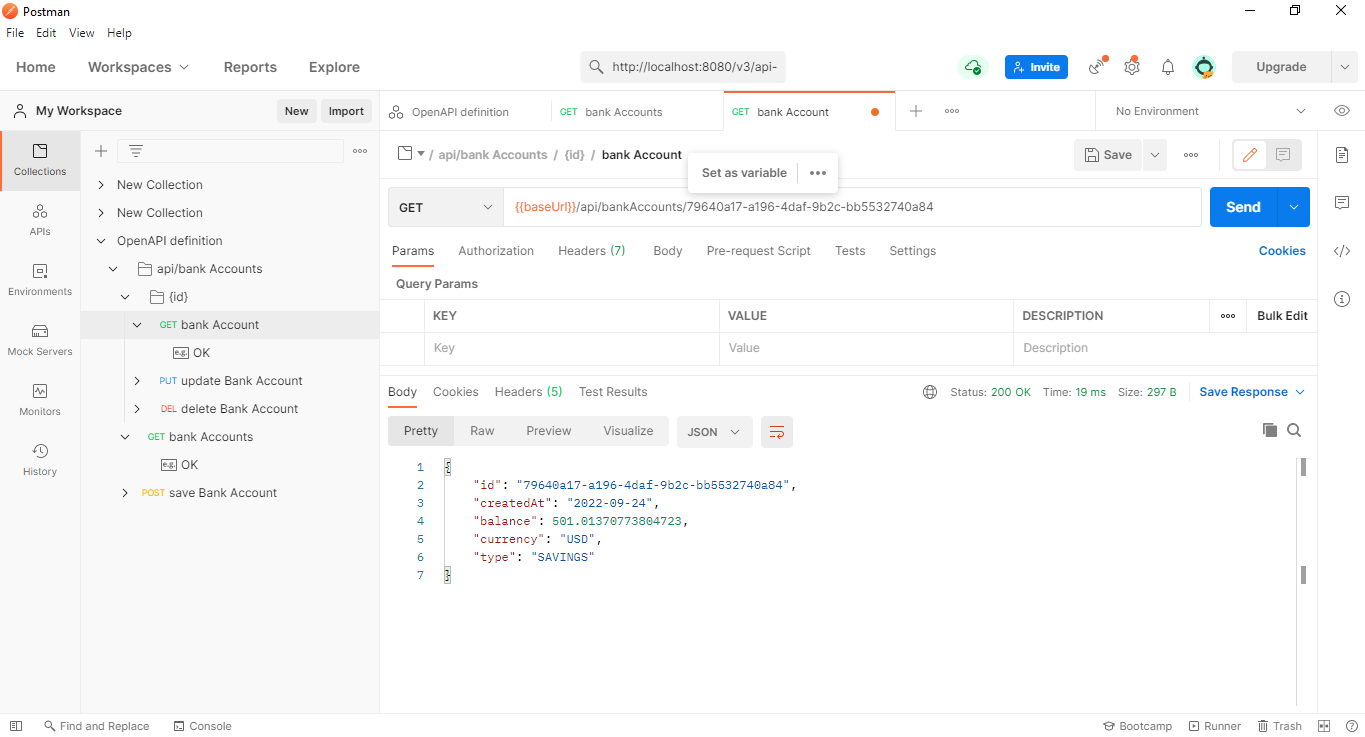 Postman
File Edit View Help
Home Workspaces Reports Explore http://localhost:8080/v3/api- Invite Upgrade
My Workspace New Import
OpenAPI definition GET bank Accounts GET bank Account No Environment
Collections
APIs
Environments
Mock Servers
Monitors
History
New Collection
New Collection
OpenAPI definition
api/bank Accounts
{id}
GET bank Account
e.g. OK
PUT update Bank Account
DEL delete Bank Account
GET bank Accounts
e.g. OK
POST save Bank Account
/ api/bank Accounts / {id} / bank Account Save
Set as variable
GET {{baseUrl}}/api/bankAccounts/79640a17-a196-4daf-9b2c-bb5532740a84 Send
Params Authorization Headers (7) Body Pre-request Script Tests Settings Cookies
Query Params
KEY VALUE DESCRIPTION Bulk Edit
Key Value Description
Body Cookies Headers (5) Test Results Status: 200 OK Time: 19 ms Size: 297 B Save Response
Pretty Raw Preview Visualize JSON
1 {
2 "id": "79640a17-a196-4daf-9b2c-bb5532740a84",
3 "createdAt": "2022-09-24",
4 "balance": 501.01370773804723,
5 "currency": "USD",
6 "type": "SAVINGS"
7 }
Find and Replace Console Bootcamp Runner Trash